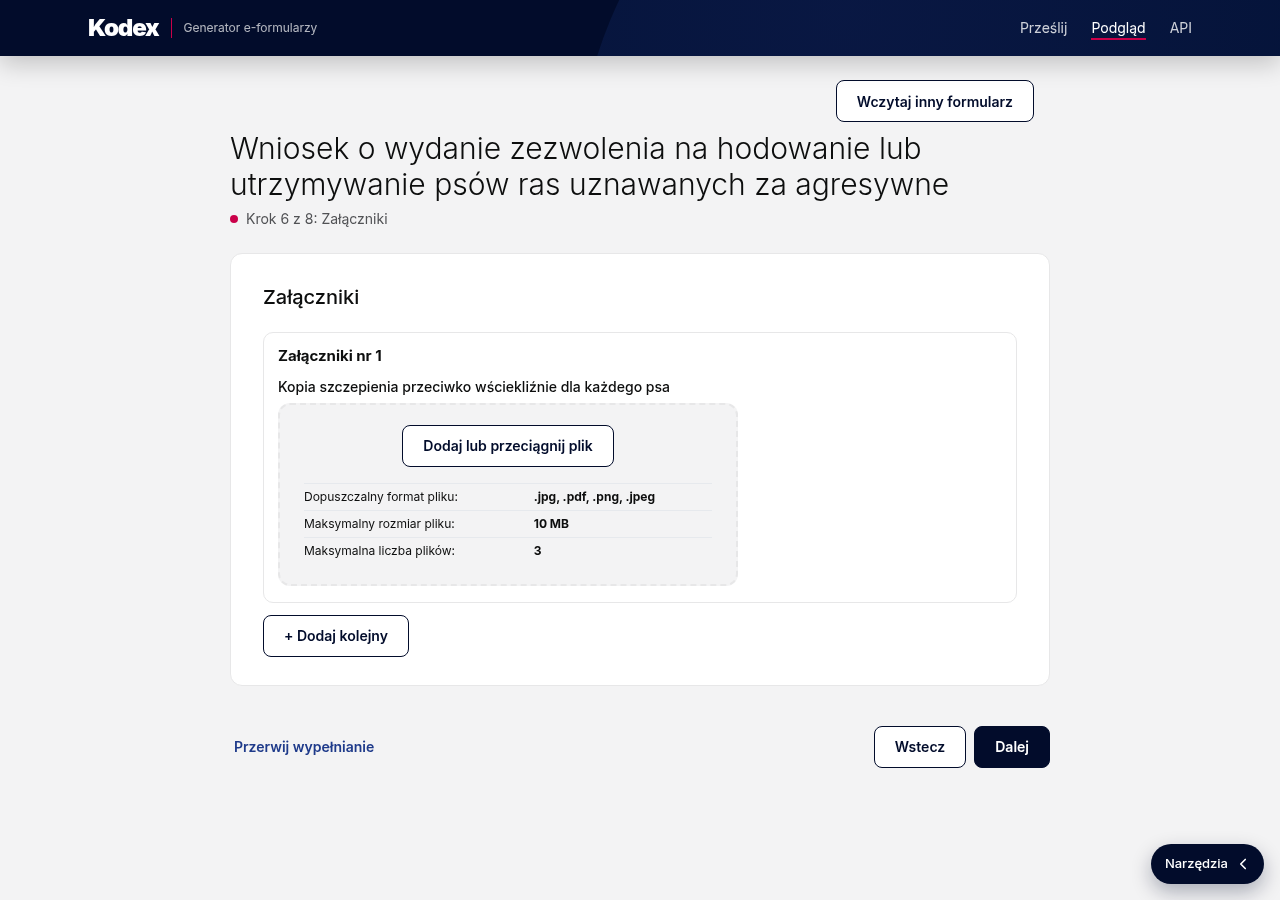 Kodex
Generator e-formularzy
Prześlij
Podgląd
API
Wczytaj inny formularz
Wniosek o wydanie zezwolenia na hodowanie lub
utrzymywanie psów ras uznawanych za agresywne
Krok 6 z 8: Załączniki
Załączniki
Załączniki nr 1
Kopia szczepienia przeciwko wściekliźnie dla każdego psa
Dodaj lub przeciągnij plik
Dopuszczalny format pliku: .jpg, .pdf, .png, .jpeg
Maksymalny rozmiar pliku: 10 MB
Maksymalna liczba plików: 3
+ Dodaj kolejny
Przerwij wypełnianie
Wstecz
Dalej
Narzędzia